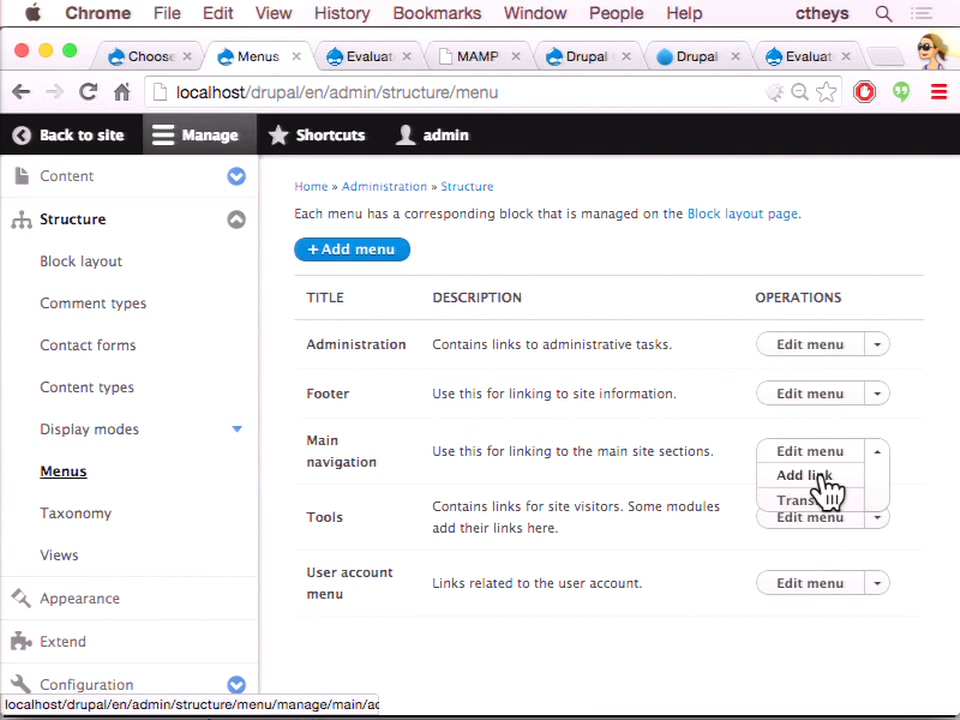 Chrome File Edit View History Bookmarks Window People Help ctheys
Choose Menus Evaluat MAMP Drupal Drupal Evaluat
localhost/drupal/en/admin/structure/menu
Back to site Manage Shortcuts admin
Content
Structure
Block layout
Comment types
Contact forms
Content types
Display modes
Menus
Taxonomy
Views
Appearance
Extend
Configuration
localhost/drupal/en/admin/structure/menu/manage/main/ad
Home » Administration » Structure
Each menu has a corresponding block that is managed on the Block layout page.
+ Add menu
TITLE DESCRIPTION OPERATIONS
Administration Contains links to administrative tasks. Edit menu
Footer Use this for linking to site information. Edit menu
Main
navigation
Use this for linking to the main site sections. Edit menu
Add link
Trans
Tools
Contains links for site visitors. Some modules
add their links here.
Edit menu
User account
menu
Links related to the user account. Edit menu